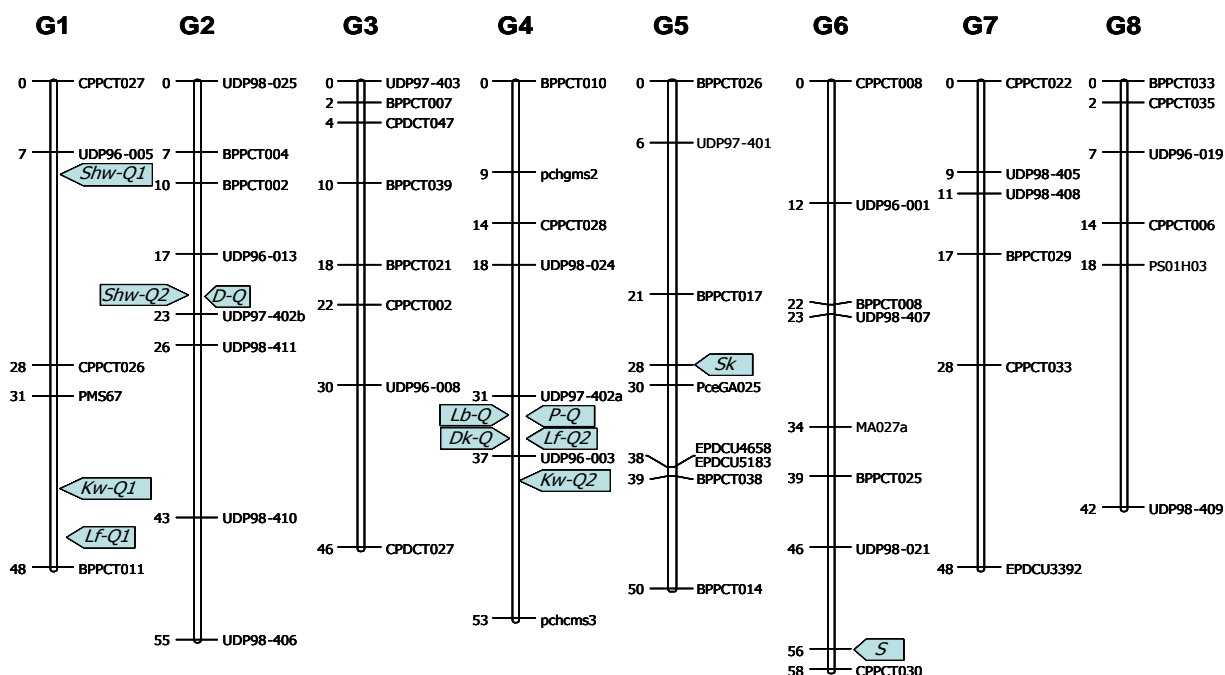 G1 G2 G3 G4 G5 G6 G7 G8
0 CPPCT027
7 UDP96-005
Shw-Q1
28 CPPCT026
31 PMS67
Kw-Q1
Lf-Q1
48 BPPCT011
0 UDP98-025
7 BPPCT004
10 BPPCT002
17 UDP96-013
Shw-Q2 D-Q
23 UDP97-402b
26 UDP98-411
43 UDP98-410
55 UDP98-406
0 UDP97-403
2 BPPCT007
4 CPDCT047
10 BPPCT039
18 BPPCT021
22 CPPCT002
30 UDP96-008
46 CPDCT027
0 BPPCT010
9 pchgms2
14 CPPCT028
18 UDP98-024
31 UDP97-402a
Lb-Q P-Q
Dk-Q Lf-Q2
37 UDP96-003
Kw-Q2
53 pchcms3
0 BPPCT026
6 UDP97-401
21 BPPCT017
28 Sk
30 PceGA025
EPDCU4658
38 EPDCU5183
39 BPPCT038
50 BPPCT014
0 CPPCT008
12 UDP96-001
22 BPPCT008
23 UDP98-407
34 MA027a
39 BPPCT025
46 UDP98-021
56 S
58 CPPCT030
0 CPPCT022
9 UDP98-405
11 UDP98-408
17 BPPCT029
28 CPPCT033
48 EPDCU3392
0 BPPCT033
2 CPPCT035
7 UDP96-019
14 CPPCT006
18 PS01H03
42 UDP98-409